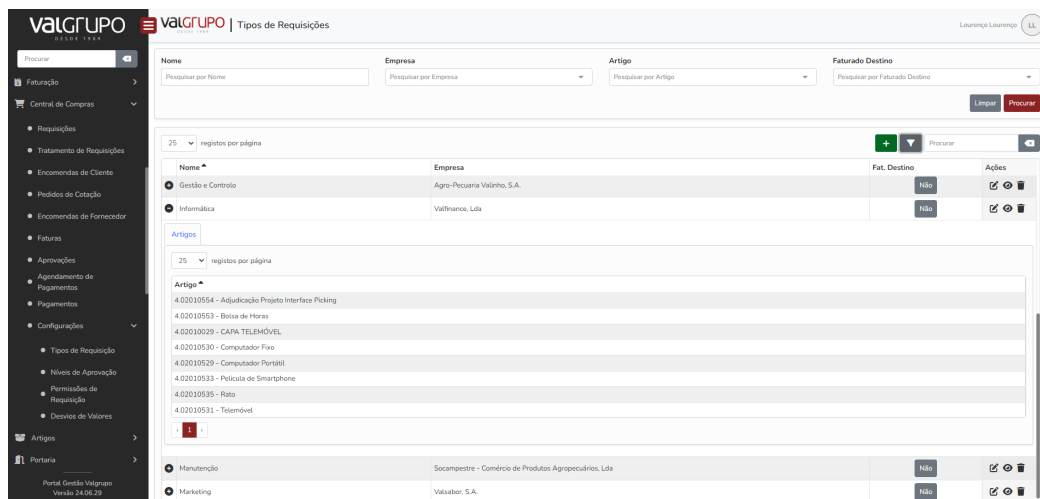 valgrupo
DESDE 1989
valgrupo | Tipos de Requisições
DESDE 1989
Lourenço Lourenço LL
Procurar
Faturação
Central de Compras
Requisições
Tratamento de Requisições
Encomendas de Cliente
Pedidos de Cotação
Encomendas de Fornecedor
Faturas
Aprovações
Agendamento de
Pagamentos
Pagamentos
Configurações
Tipos de Requisição
Níveis de Aprovação
Permissões de
Requisição
Desvios de Valores
Artigos
Portaria
Portal Gestão Valgrupo
Versão 24.06.29
Nome Empresa Artigo Faturado Destino
Pesquisar por Nome Pesquisar por Empresa Pesquisar por Artigo Pesquisar por Faturado Destino
Limpar Procurar
25 registos por página + Procurar
Nome Empresa Fat. Destino Ações
Gestão e Controlo Agro-Pecuaria Valinho, S.A. Não
Informática Valfinance, Lda Não
Artigos
25 registos por página
Artigo
4.02010554 - Adjudicação Projeto Interface Picking
4.02010553 - Bolsa de Horas
4.02010029 - CAPA TELEMÓVEL
4.02010530 - Computador Fixo
4.02010529 - Computador Portátil
4.02010533 - Pelicula de Smartphone
4.02010535 - Rato
4.02010531 - Telemóvel
‹ 1 ›
Manutenção Socampestre - Comércio de Produtos Agropecuários, Lda Não
Marketing Valsabor, S.A. Não